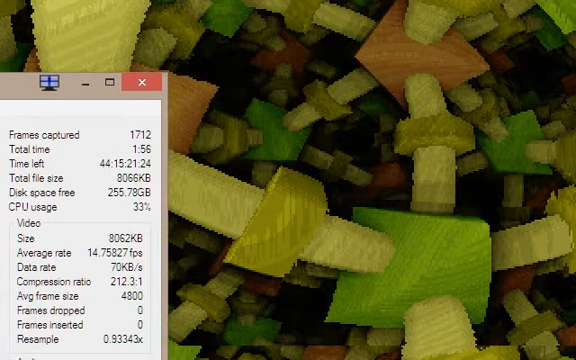 Frames captured 1712
Total time 1:56
Time left 44:15:21:24
Total file size 8066KB
Disk space free 255.78GB
CPU usage 33%
Video
Size 8062KB
Average rate 14.75827fps
Data rate 70KB/s
Compression ratio 212.3:1
Avg frame size 4800
Frames dropped 0
Frames inserted 0
Resample 0.93343x